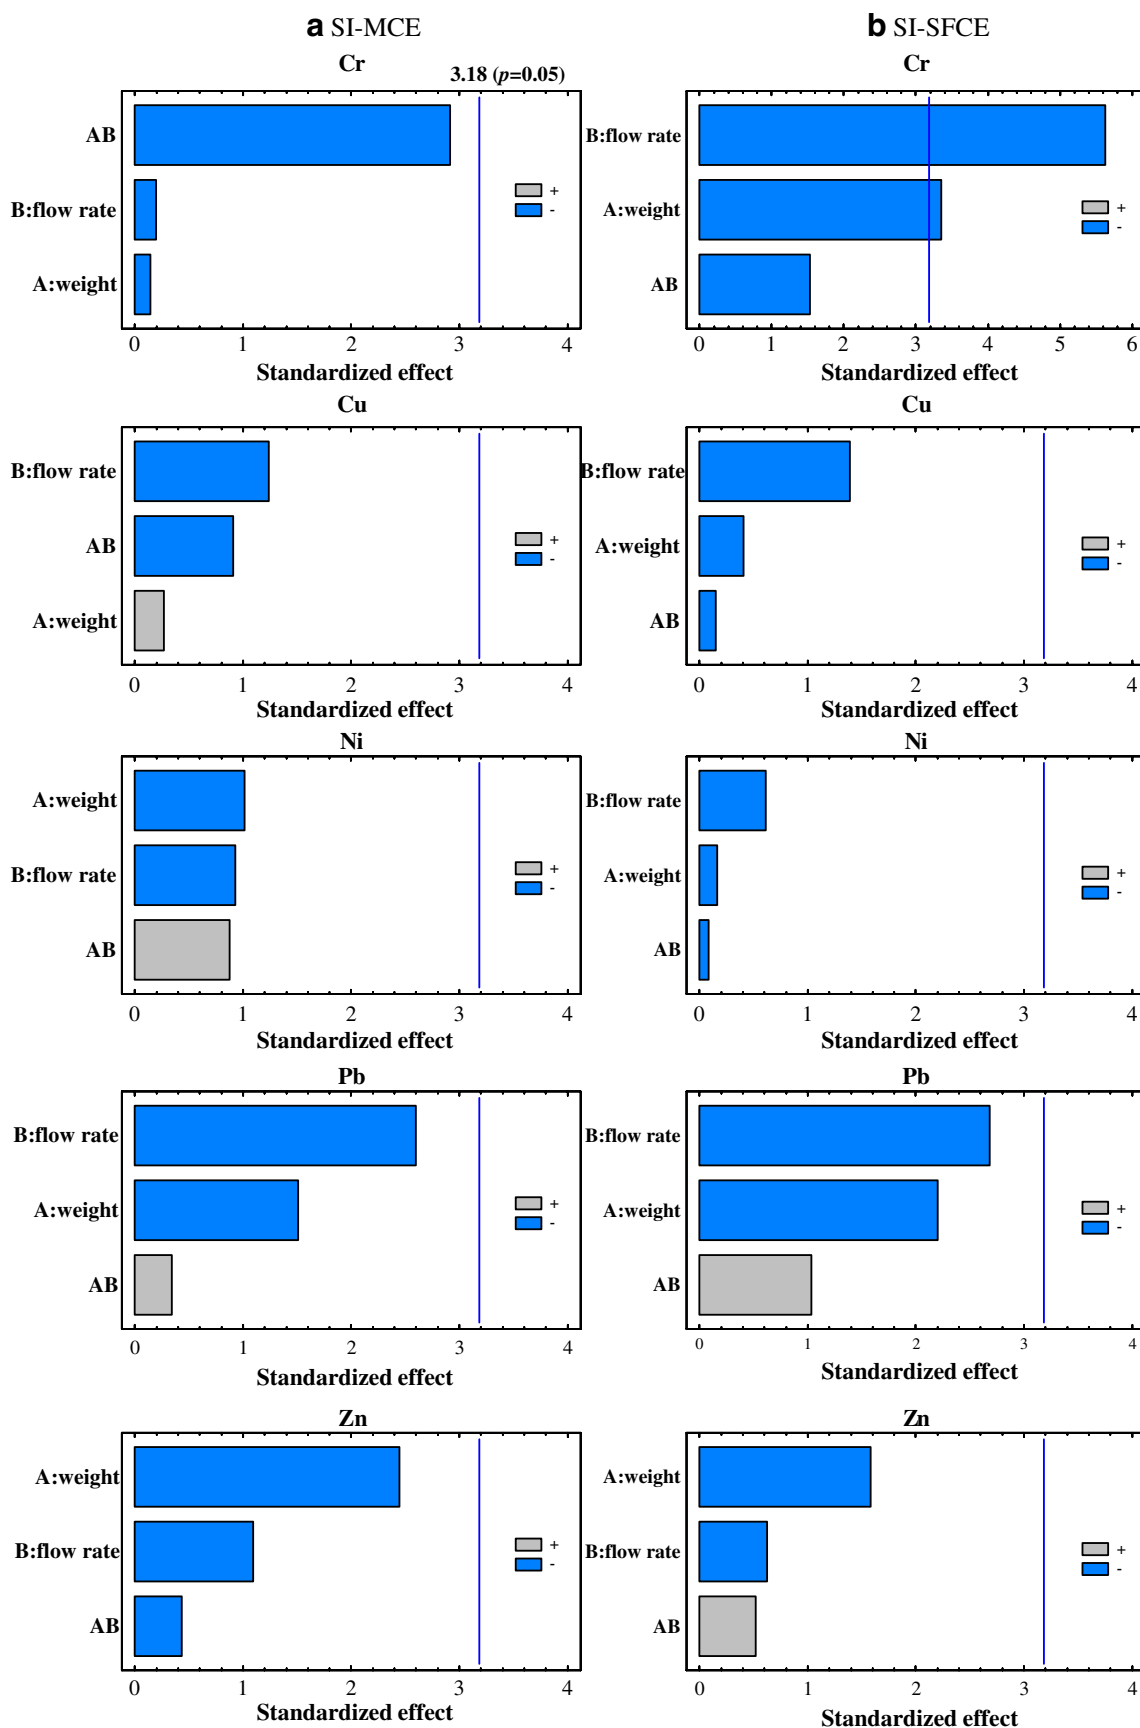 a SI-MCE
Cr
3.18 (p=0.05)
AB
B:flow rate
A:weight
+
-
0 1 2 3 4
Standardized effect
b SI-SFCE
Cr
B:flow rate
A:weight
AB
+
-
0 1 2 3 4 5 6
Standardized effect
Cu
B:flow rate
AB
A:weight
+
-
0 1 2 3 4
Standardized effect
Cu
B:flow rate
A:weight
AB
+
-
0 1 2 3 4
Standardized effect
Ni
A:weight
B:flow rate
AB
+
-
0 1 2 3 4
Standardized effect
Ni
B:flow rate
A:weight
AB
+
-
0 1 2 3 4
Standardized effect
Pb
B:flow rate
A:weight
AB
+
-
0 1 2 3 4
Standardized effect
Pb
B:flow rate
A:weight
AB
+
-
0 1 2 3 4
Standardized effect
Zn
A:weight
B:flow rate
AB
+
-
0 1 2 3 4
Standardized effect
Zn
A:weight
B:flow rate
AB
+
-
0 1 2 3 4
Standardized effect